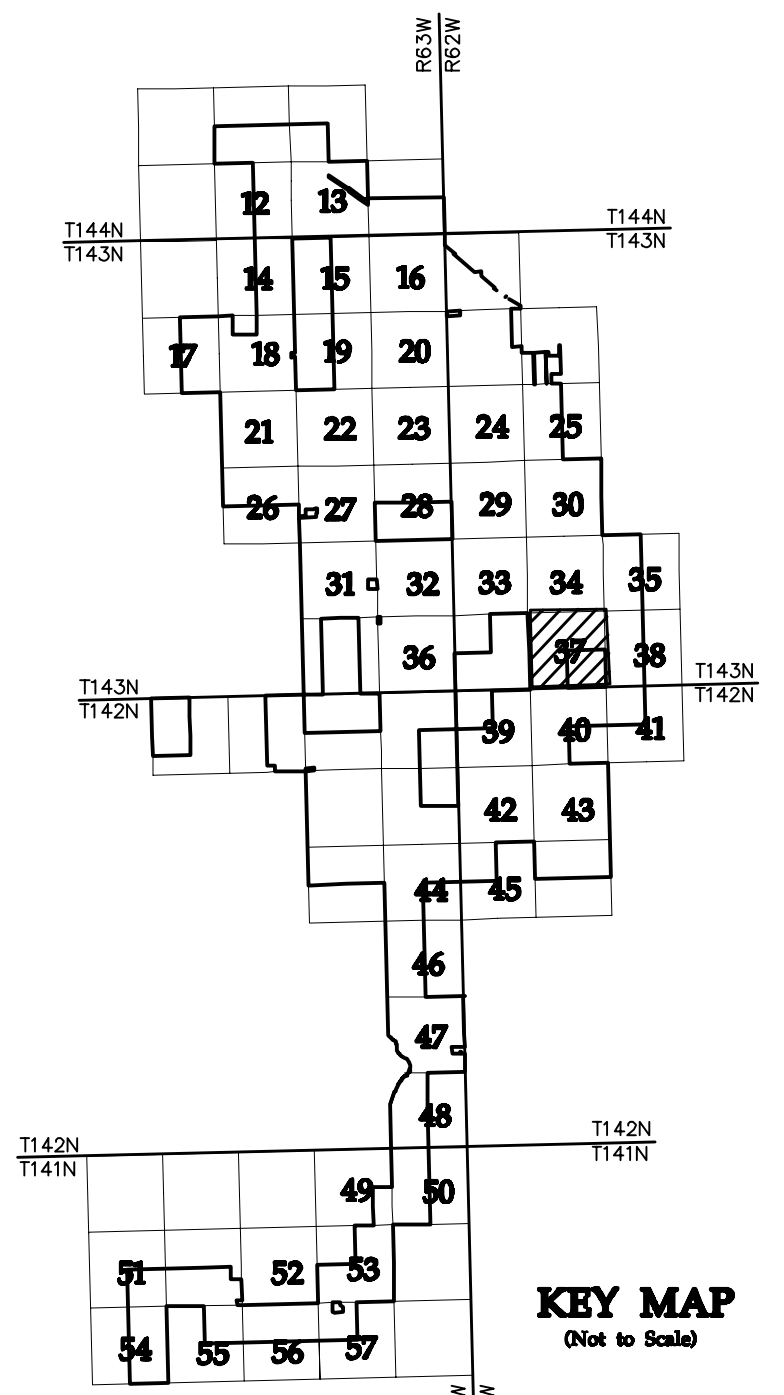 R63W
R62W
12 13
T144N T144N
T143N T143N
14 15 16
17 18 19 20
21 22 23 24 25
26 27 28 29 30
31 32 33 34 35
36 37 38
T143N T143N
T142N T142N
39 40 41
42 43
44 45
46
47
48
T142N T142N
T141N T141N
49 50
51 52 53
54 55 56 57
KEY MAP
(Not to Scale)
W
W